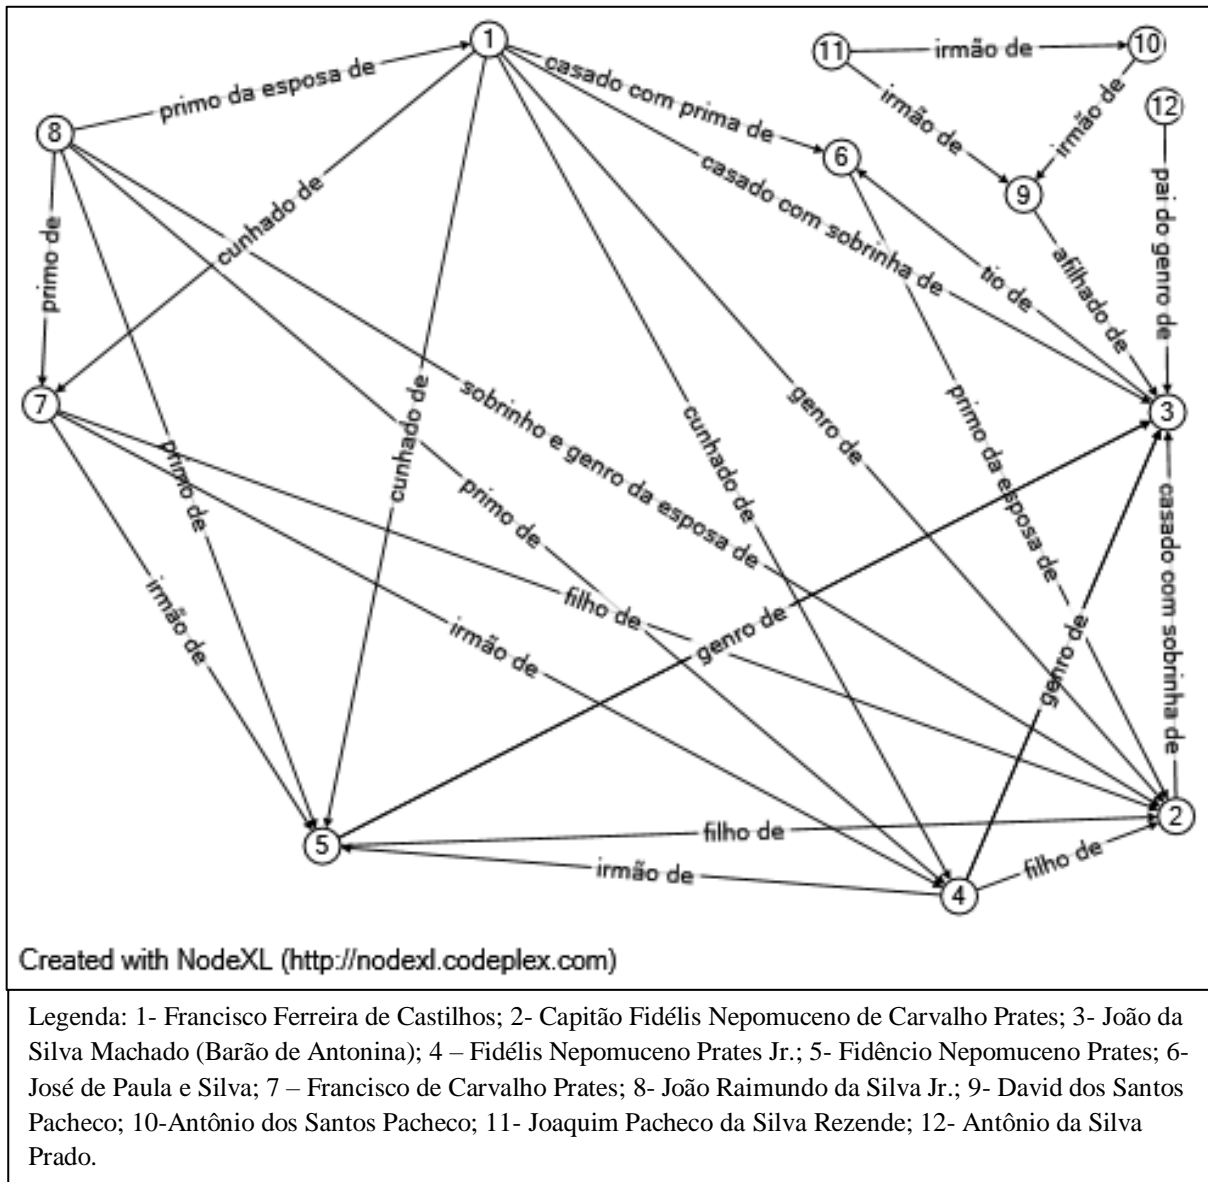 1
11
irmão de
10
casado com prima de
primo da esposa de
12
8
irmão de
irmão de
6
casado com sobrinha de
9
pai do genro de
cunhado de
primo de
tio de
afilhado de
7
3
sobrinho e genro da esposa de
genro de
primo da esposa de
cunhado de
cunhado de
primo de
primo de
casado com sobrinha de
irmão de
filho de
irmão de
genro de
genro de
2
5
filho de
irmão de
filho de
4
Created with NodeXL (http://nodexl.codeplex.com)
Legenda: 1- Francisco Ferreira de Castilhos; 2- Capitão Fidélis Nepomuceno de Carvalho Prates; 3- João da
Silva Machado (Barão de Antonina); 4 – Fidélis Nepomuceno Prates Jr.; 5- Fidêncio Nepomuceno Prates; 6-
José de Paula e Silva; 7 – Francisco de Carvalho Prates; 8- João Raimundo da Silva Jr.; 9- David dos Santos
Pacheco; 10-Antônio dos Santos Pacheco; 11- Joaquim Pacheco da Silva Rezende; 12- Antônio da Silva
Prado.